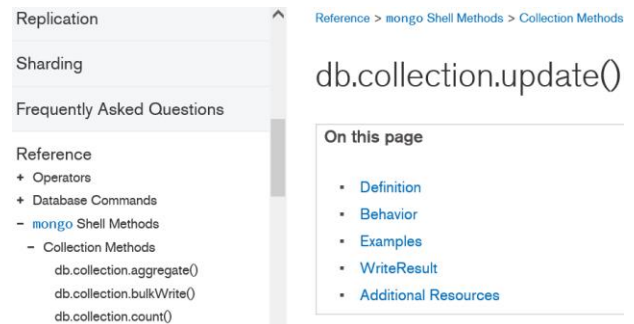 Replication
Sharding
Frequently Asked Questions
Reference
+ Operators
+ Database Commands
- mongo Shell Methods
- Collection Methods
db.collection.aggregate()
db.collection.bulkWrite()
db.collection.count()
Reference > mongo Shell Methods > Collection Methods
db.collection.update()
On this page
▪ Definition
▪ Behavior
▪ Examples
▪ WriteResult
▪ Additional Resources